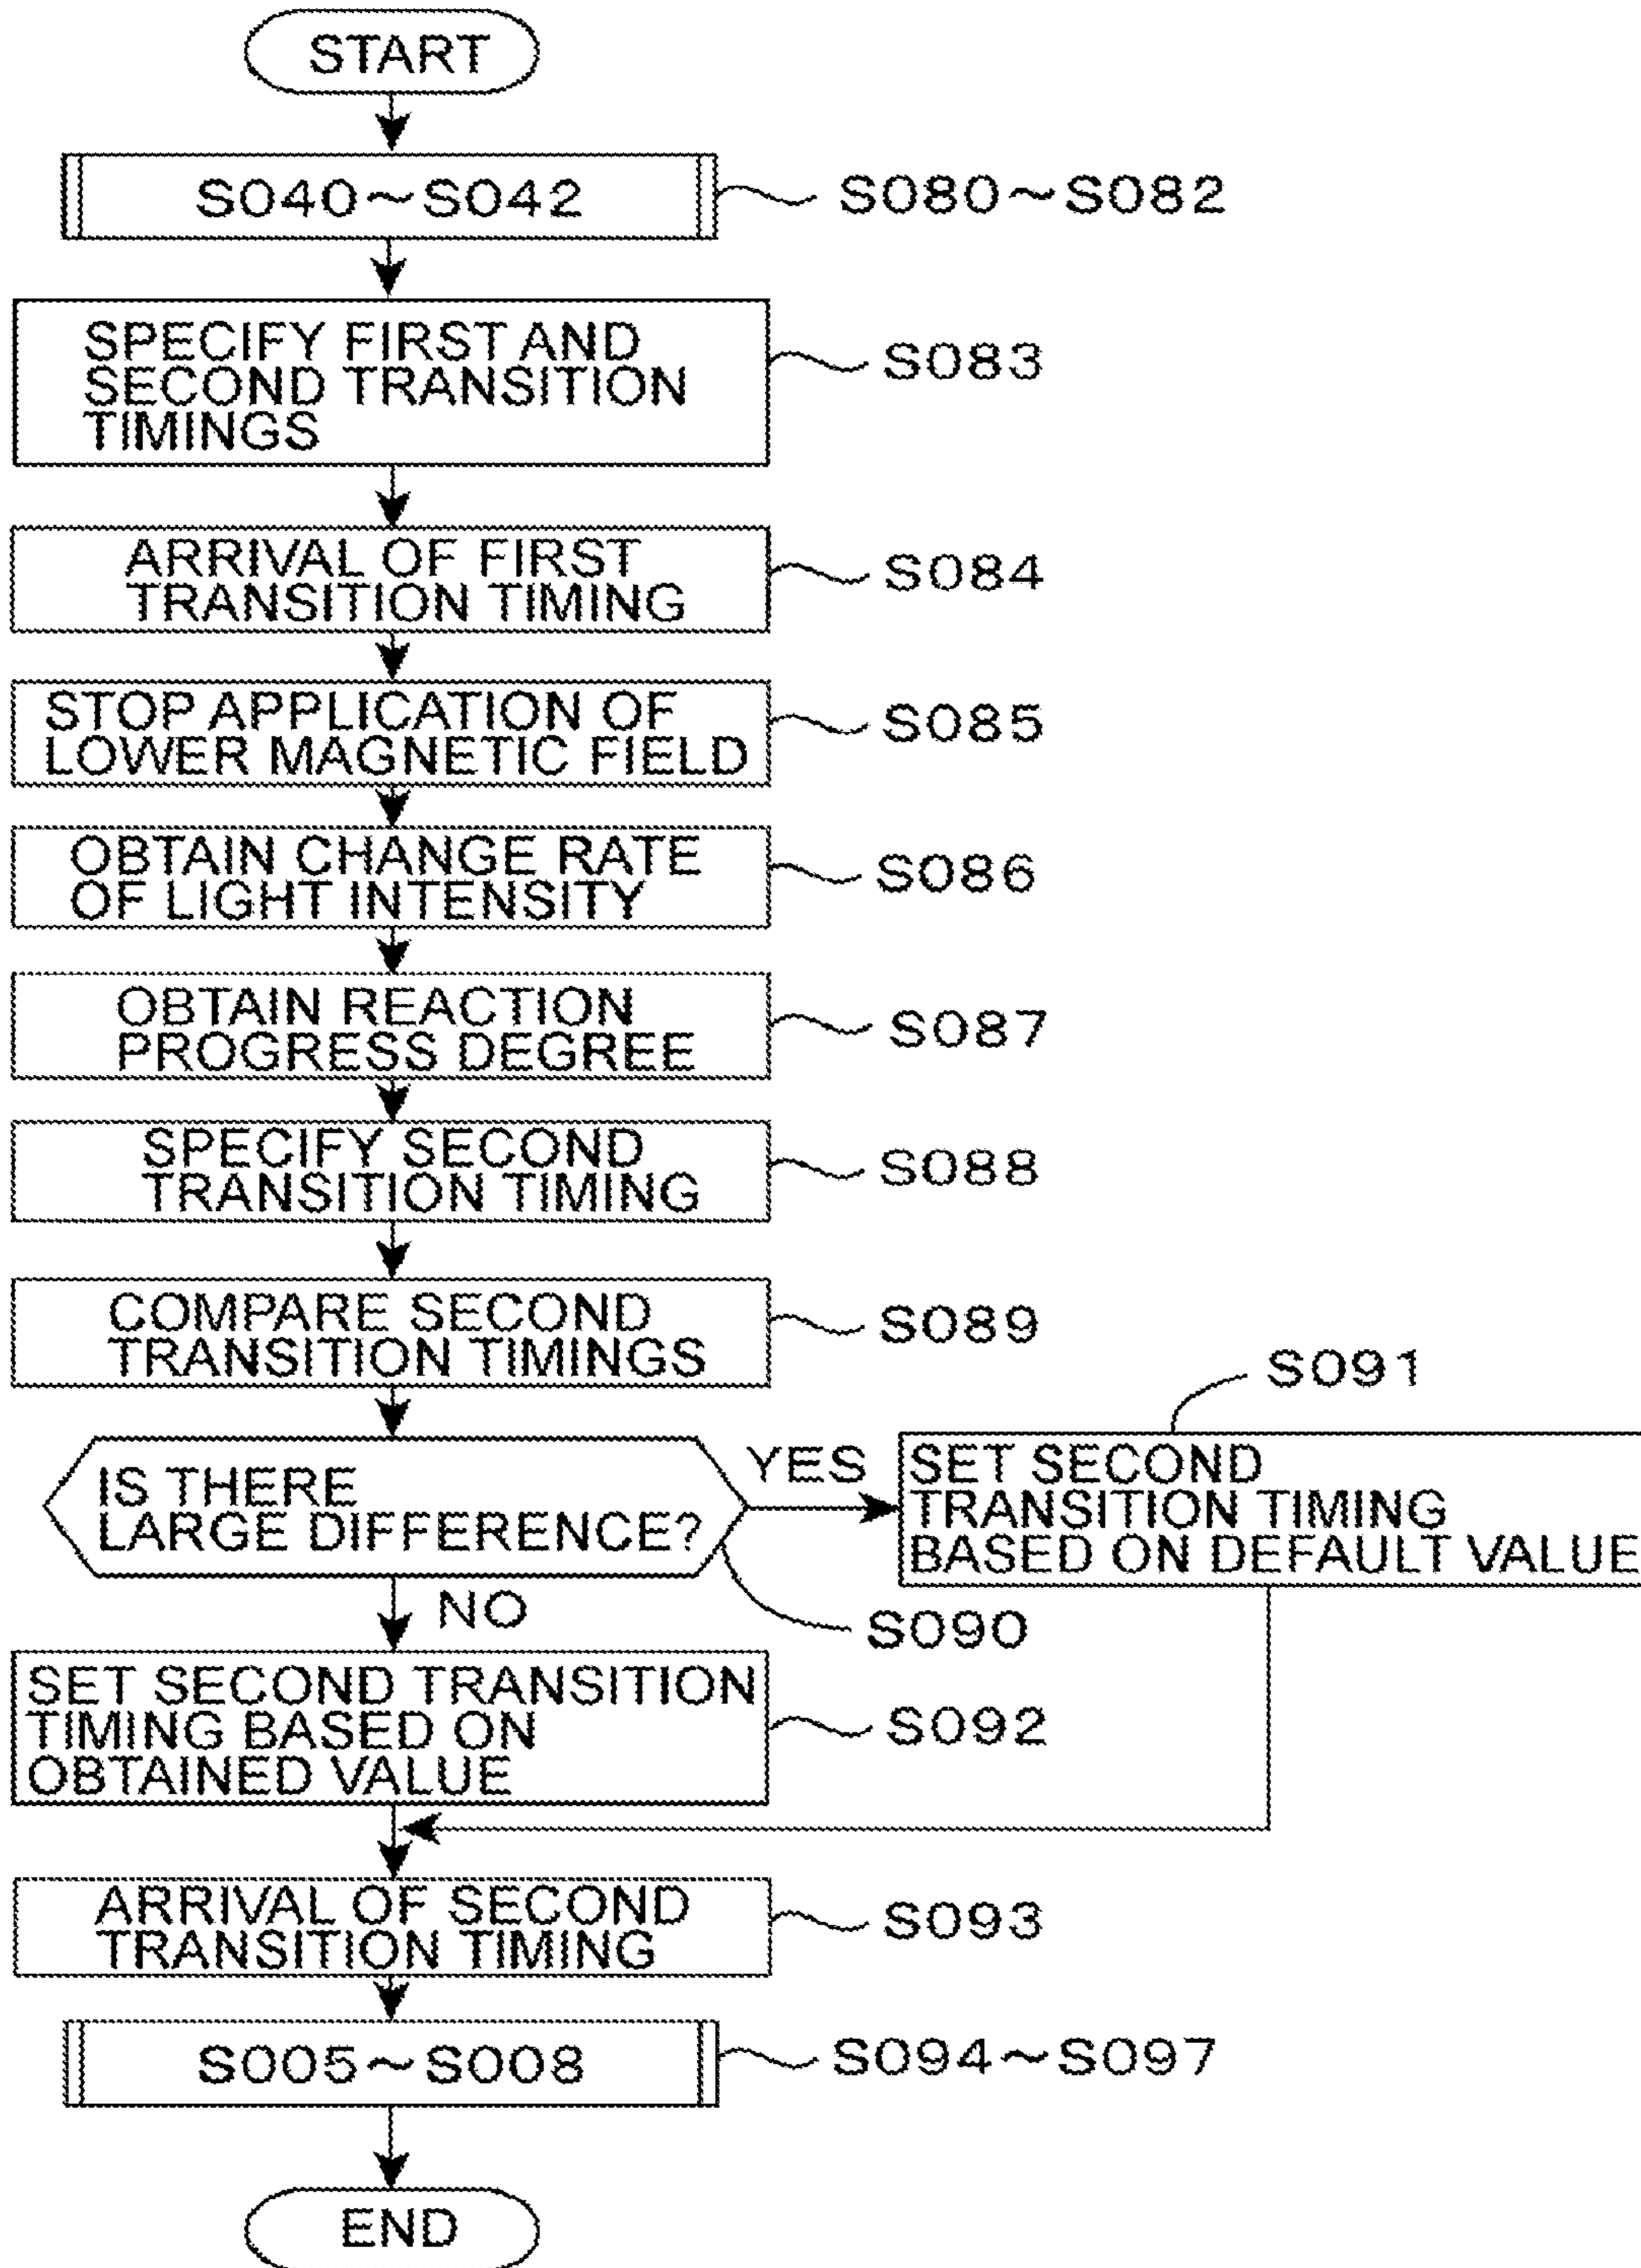 START
S040~S042
S080~S082
SPECIFY FIRST AND
SECOND TRANSITION
TIMINGS
S083
ARRIVAL OF FIRST
TRANSITION TIMING
S084
STOP APPLICATION OF
LOWER MAGNETIC FIELD
S085
OBTAIN CHANGE RATE
OF LIGHT INTENSITY
S086
OBTAIN REACTION
PROGRESS DEGREE
S087
SPECIFY SECOND
TRANSITION TIMING
S088
COMPARE SECOND
TRANSITION TIMINGS
S089
IS THERE
LARGE DIFFERENCE?
S090
YES
S091
SET SECOND
TRANSITION TIMING
BASED ON DEFAULT VALUE
NO
SET SECOND TRANSITION
TIMING BASED ON
OBTAINED VALUE
S092
ARRIVAL OF SECOND
TRANSITION TIMING
S093
S005~S008
S094~S097
END